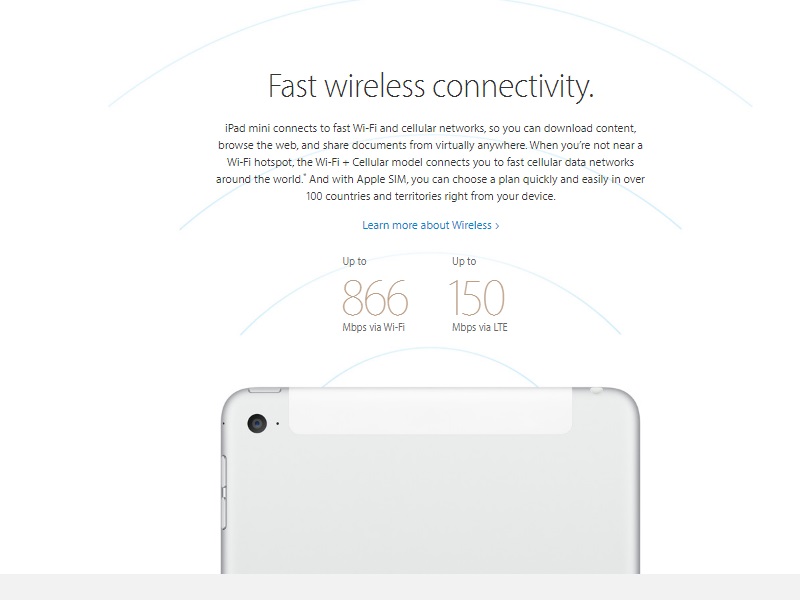 Fast wireless connectivity.
iPad mini connects to fast Wi-Fi and cellular networks, so you can download content,
browse the web, and share documents from virtually anywhere. When you're not near a
Wi-Fi hotspot, the Wi-Fi + Cellular model connects you to fast cellular data networks
around the world.* And with Apple SIM, you can choose a plan quickly and easily in over
100 countries and territories right from your device.
Learn more about Wireless ›
Up to
866
Mbps via Wi-Fi
Up to
150
Mbps via LTE